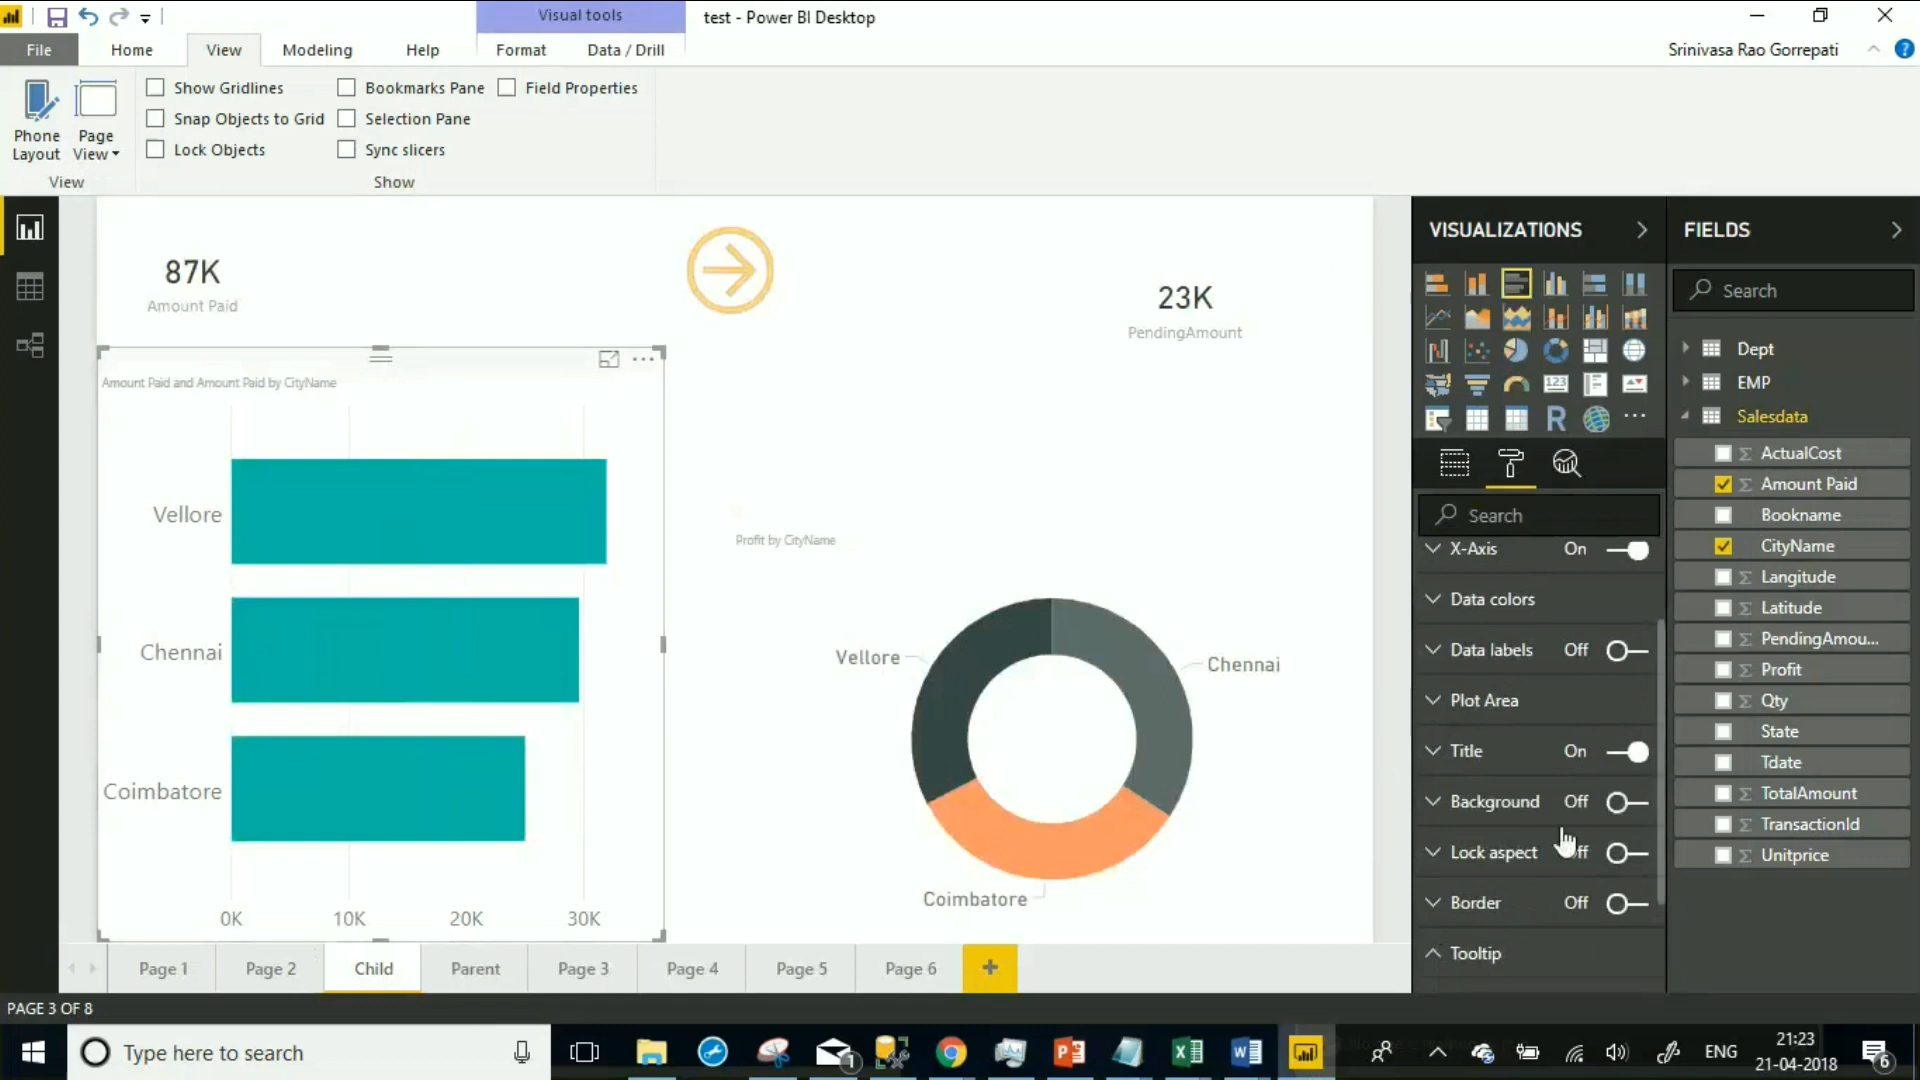 Visual tools
test - Power BI Desktop
File
Home
View
Modeling
Help
Format
Data / Drill
Srinivasa Rao Gorrepati
Phone
Layout
Page
View
Show Gridlines
Snap Objects to Grid
Lock Objects
Bookmarks Pane
Selection Pane
Sync slicers
Field Properties
View
Show
87K
Amount Paid
23K
PendingAmount
Amount Paid and Amount Paid by CityName
Vellore
Chennai
Coimbatore
0K
10K
20K
30K
Profit by CityName
Vellore
Chennai
Coimbatore
VISUALIZATIONS
123
R
Search
X-Axis On
Data colors
Data labels Off
Plot Area
Title On
Background Off
Lock aspect
Border Off
Tooltip
FIELDS
Search
Dept
EMP
Salesdata
ActualCost
Amount Paid
Bookname
CityName
Langitude
Latitude
PendingAmou...
Profit
Qty
State
Tdate
TotalAmount
TransactionId
Unitprice
Page 1
Page 2
Child
Parent
Page 3
Page 4
Page 5
Page 6
PAGE 3 OF 8
Type here to search
1
ENG
21:23
21-04-2018
6